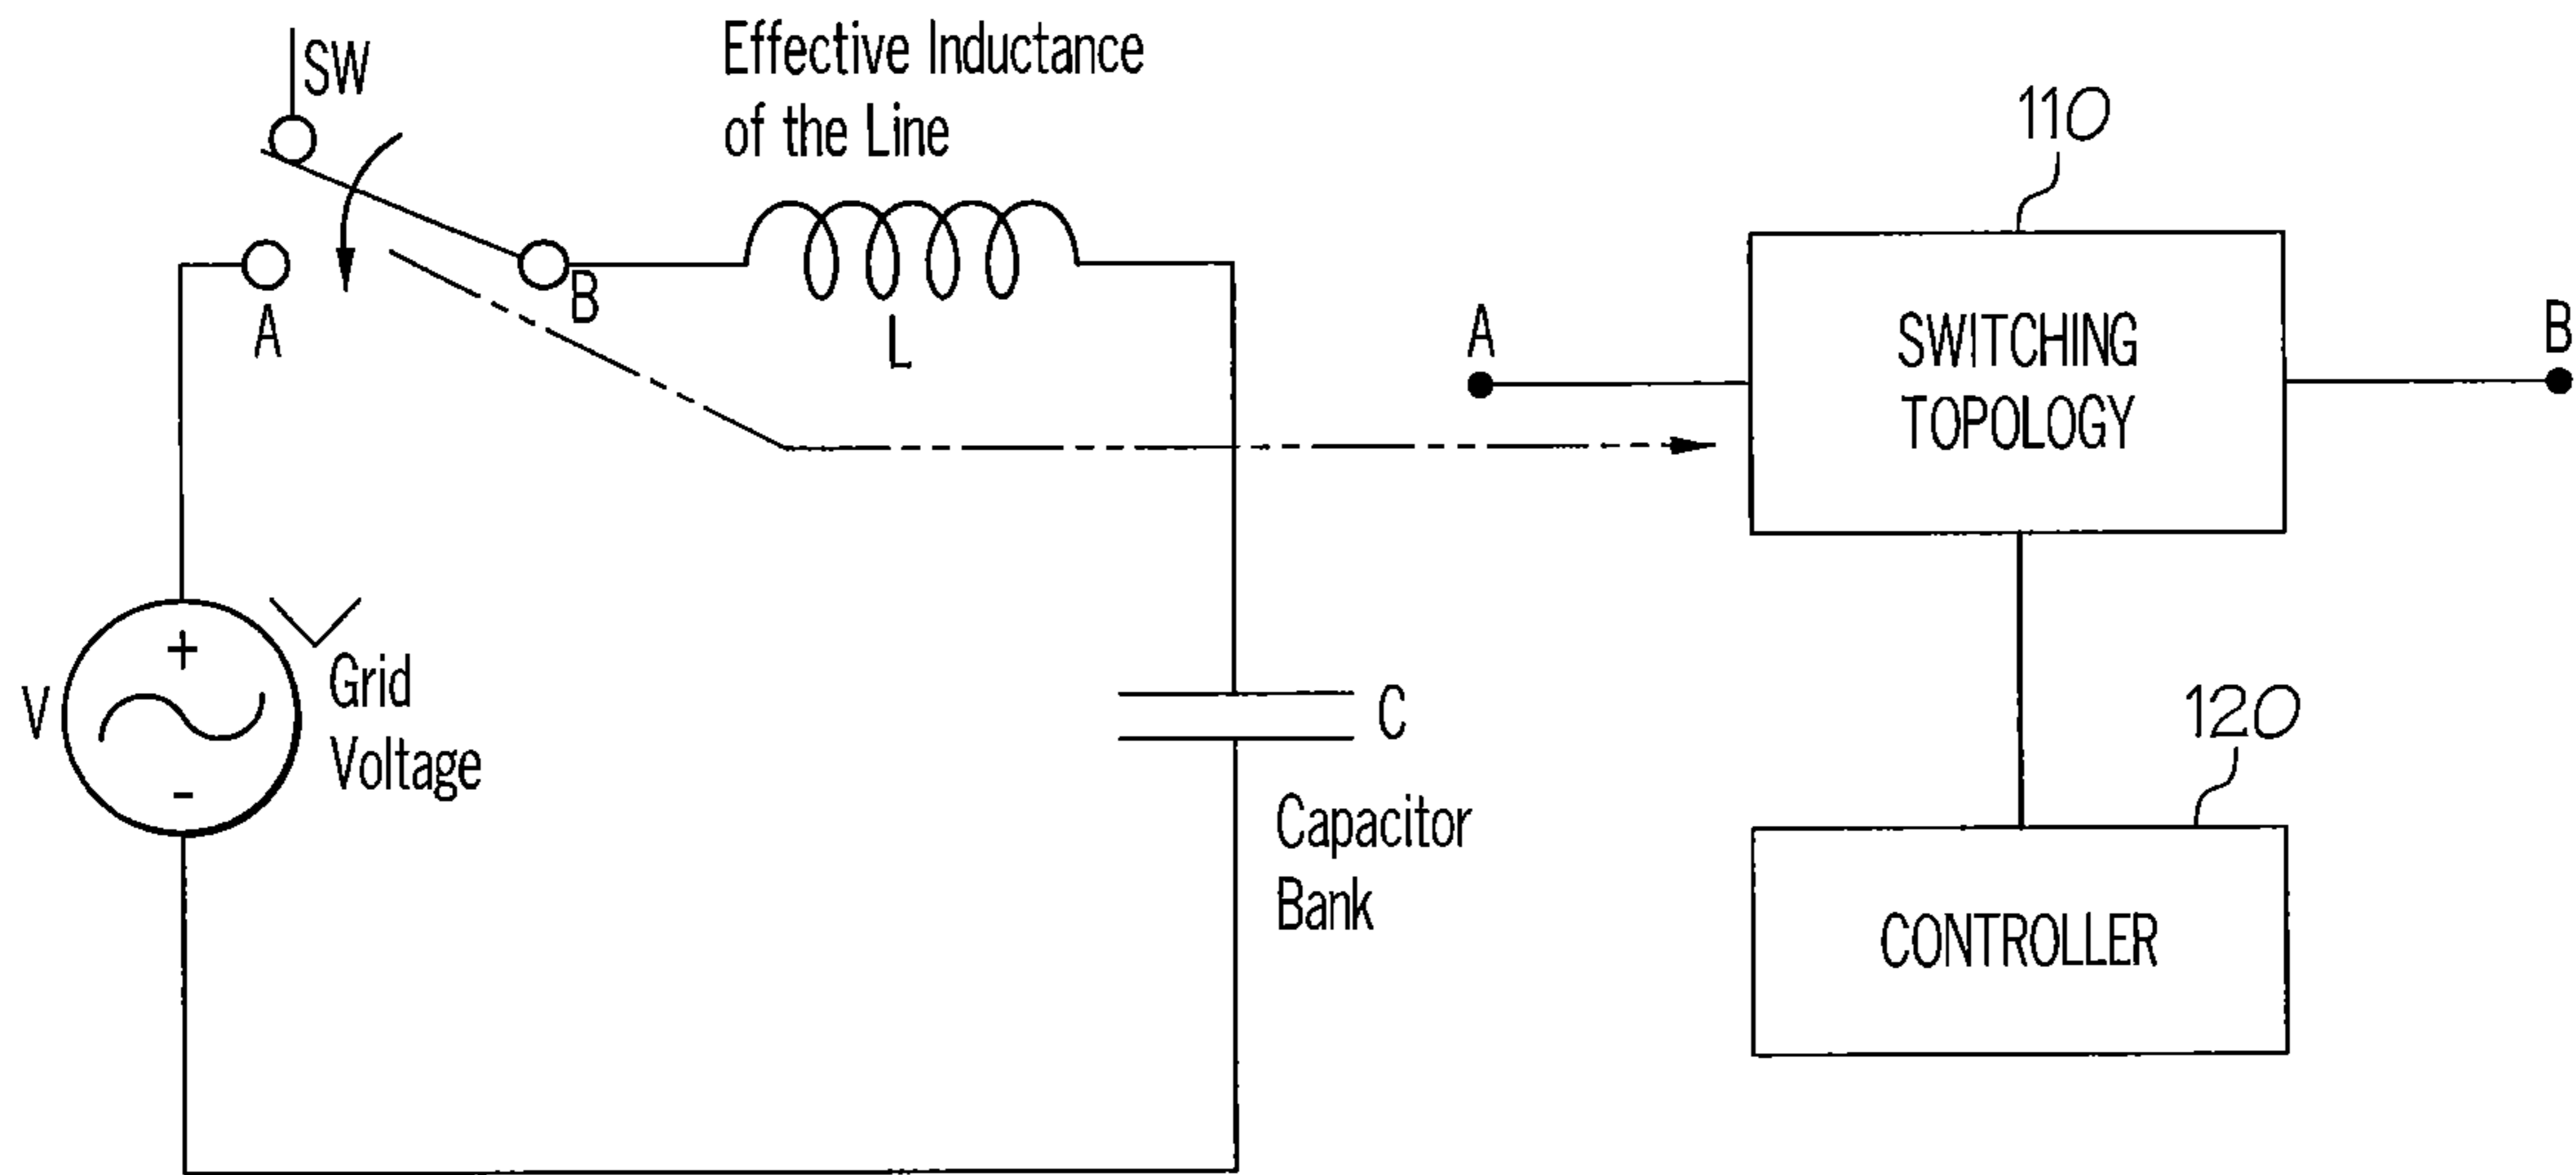 SW
Effective Inductance
of the Line
A
B
L
V
+
-
Grid
Voltage
C
Capacitor
Bank
110
A
SWITCHING
TOPOLOGY
B
120
CONTROLLER